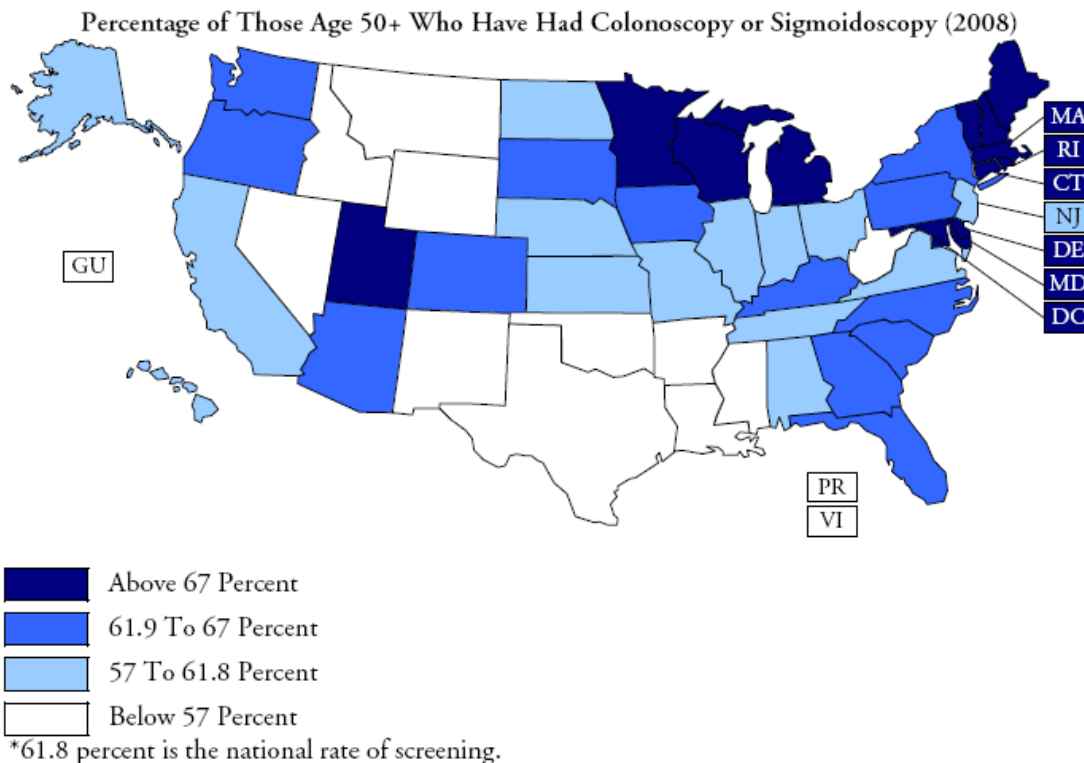 Percentage of Those Age 50+ Who Have Had Colonoscopy or Sigmoidoscopy (2008)
MA
RI
CT
NJ
DE
MD
DC
GU
PR
VI
Above 67 Percent
61.9 To 67 Percent
57 To 61.8 Percent
Below 57 Percent
*61.8 percent is the national rate of screening.